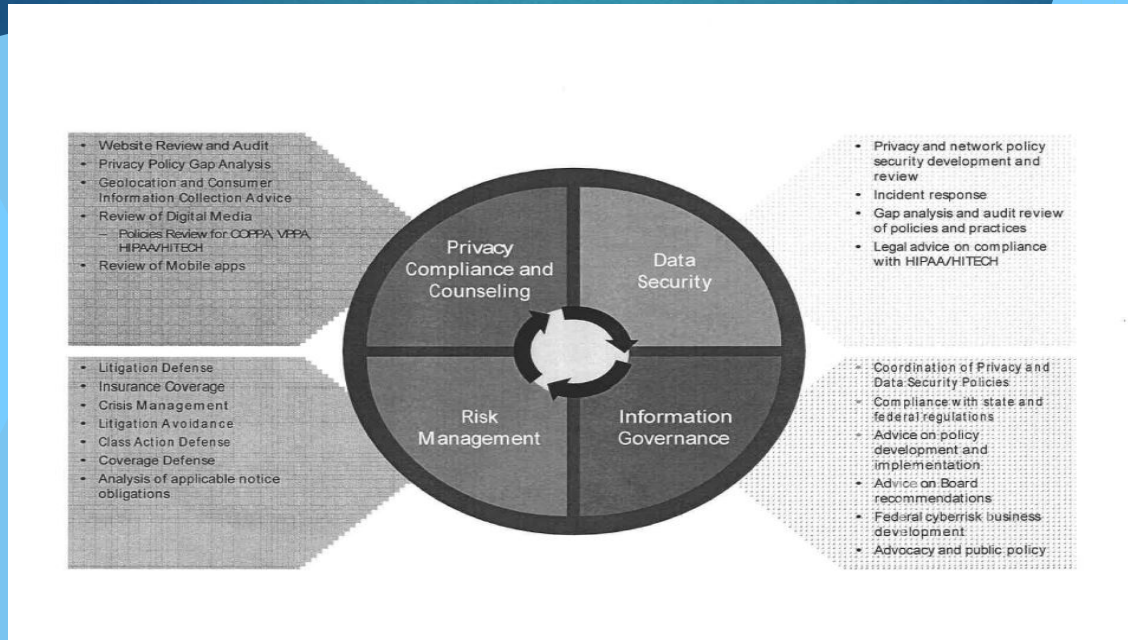 • Website Review and Audit
• Privacy Policy Gap Analysis
• Geolocation and Consumer
Information Collection Advice
• Review of Digital Media
– Policies Review for COPPA, VPPA,
HIPAA/HITECH
• Review of Mobile apps
Privacy
Compliance and
Counseling
Data
Security
• Privacy and network policy
security development and
review
• Incident response
• Gap analysis and audit review
of policies and practices
• Legal advice on compliance
with HIPAA/HITECH
• Litigation Defense
• Insurance Coverage
• Crisis Management
• Litigation Avoidance
• Class Action Defense
• Coverage Defense
• Analysis of applicable notice
obligations
Risk
Management
Information
Governance
• Coordination of Privacy and
Data Security Policies
• Compliance with state and
federal regulations
• Advice on policy
development and
implementation
• Advice on Board
recommendations
• Federal cyberrisk business
development
• Advocacy and public policy